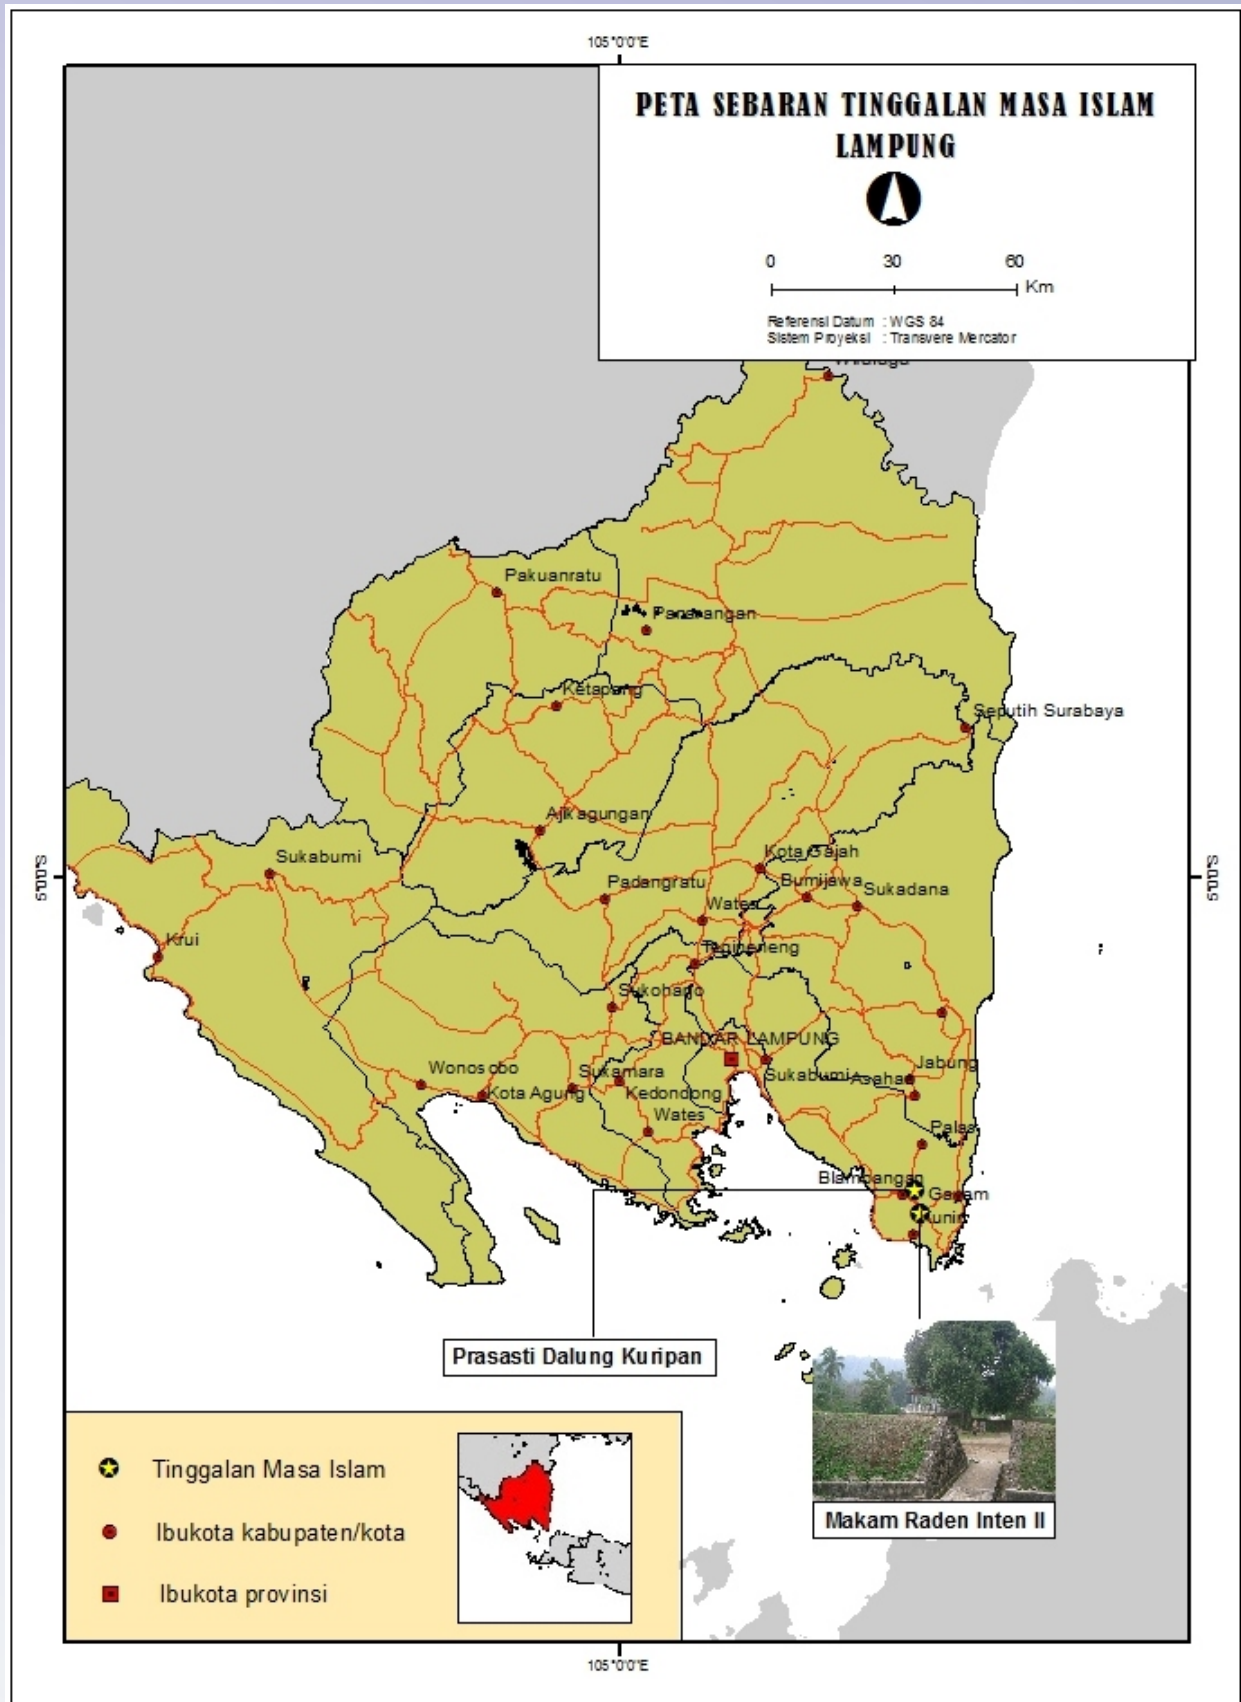 105°0'0"E
PETA SEBARAN TINGGALAN MASA ISLAM
LAMPUNG
0 30 60
Km
Referensi Datum : WGS 84
Sistem Proyeksi : Transvere Mercator
Pakuanratu
Ketapang
Seputih Surabaya
Ajikagungan
Sukabumi
Kota Gajah
5°0'0"S
5°0'0"S
Padangratu
Bumijawa
Sukadana
Wates
Krui
Tegineneng
BANDAR LAMPUNG
Wonosobo
Sukamara
Sukabumi
Jabung
Kota Agung
Kedondong
Wates
Palas
Blambangan
Prasasti Dalung Kuripan
Makam Raden Inten II
Tinggalan Masa Islam
Ibukota kabupaten/kota
Ibukota provinsi
105°0'0"E